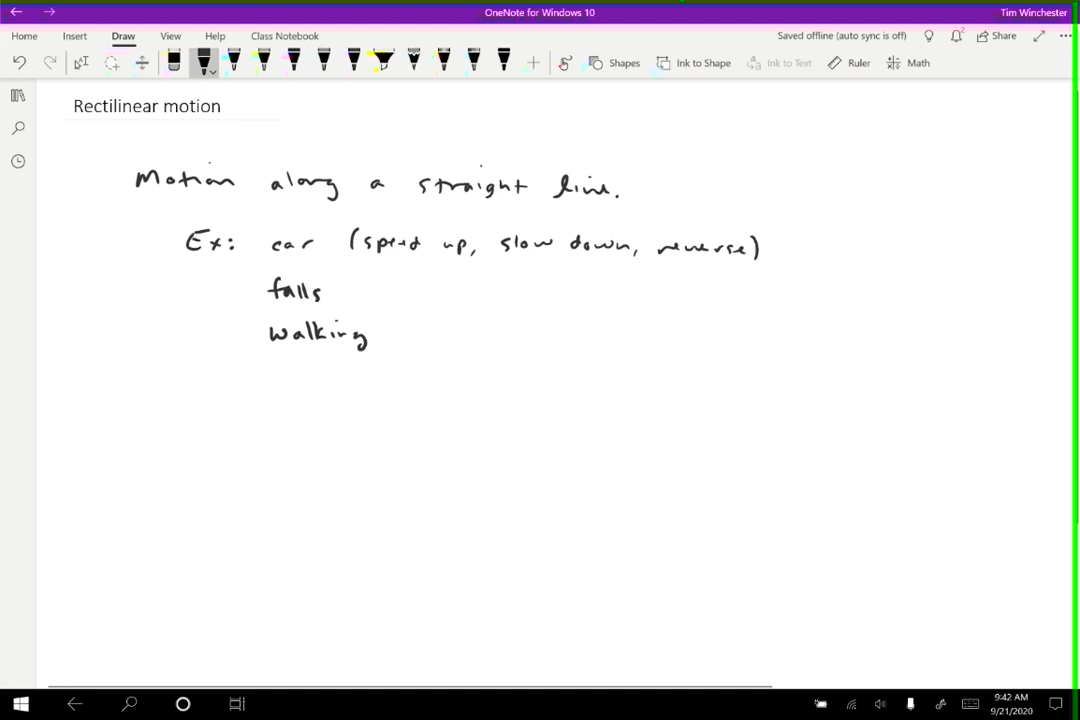 OneNote for Windows 10
Tim Winchester
Home Insert Draw View Help Class Notebook
Saved offline (auto sync is off) Share
Shapes Ink to Shape Ink to Text Ruler Math
Rectilinear motion
Motion along a straight line.
Ex: car (speed up, slow down, reverse)
falls
walking
9:42 AM
9/21/2020